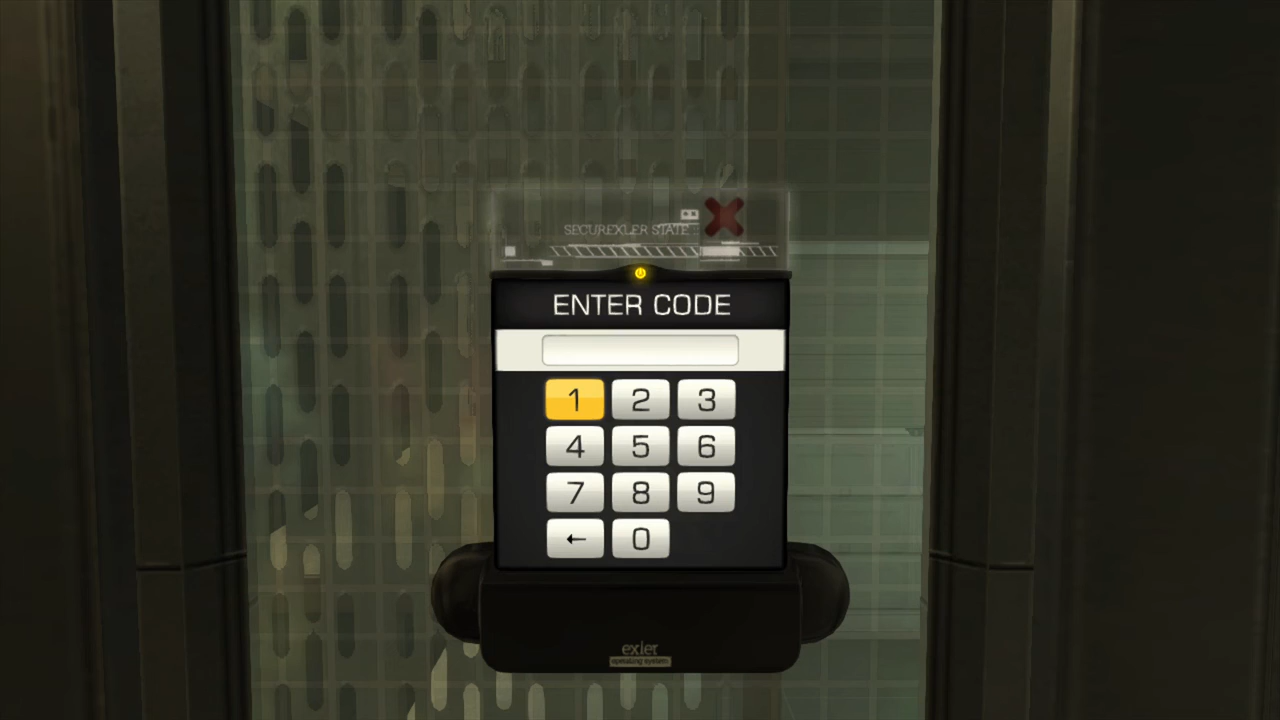 SECUREXLER STATE
ENTER CODE
1 2 3
4 5 6
7 8 9
← 0
exler
operating system